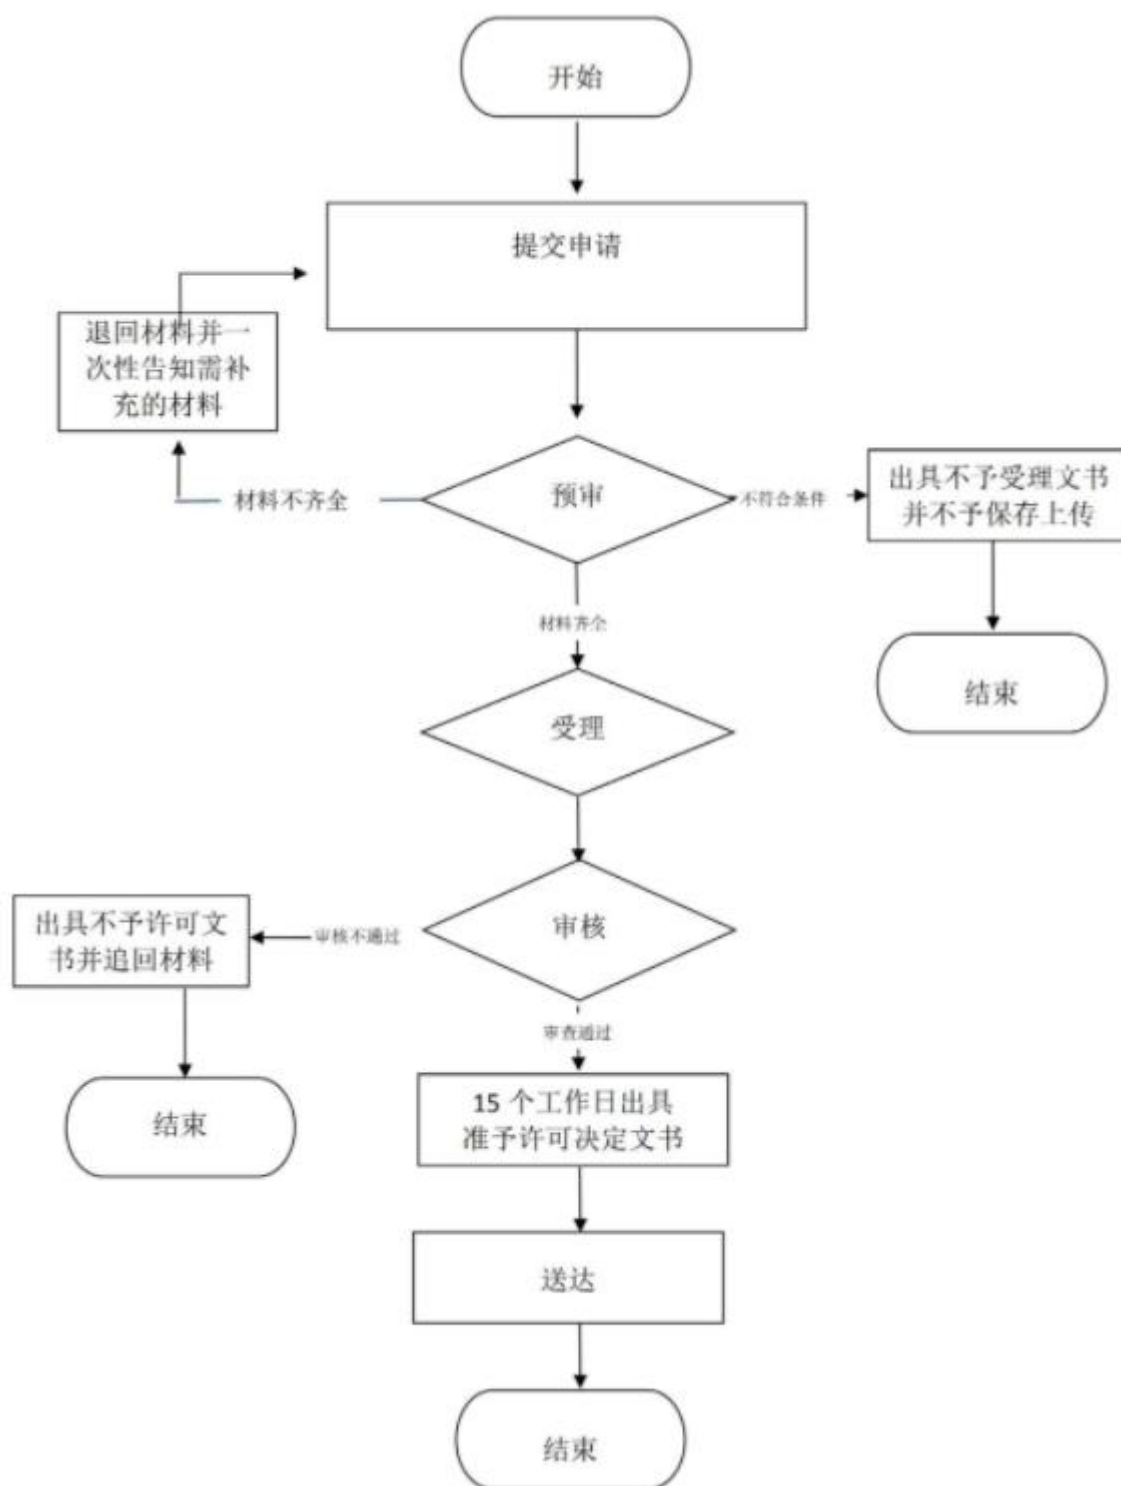 开始
提交申请
退回材料并一
次性告知需补
充的材料
预审
材料不齐全
不符合条件
出具不予受理文书
并不予保存上传
材料齐全
结束
受理
审核
审核不通过
出具不予许可文
书并追回材料
审查通过
结束
15 个工作日出具
准予许可决定文书
送达
结束